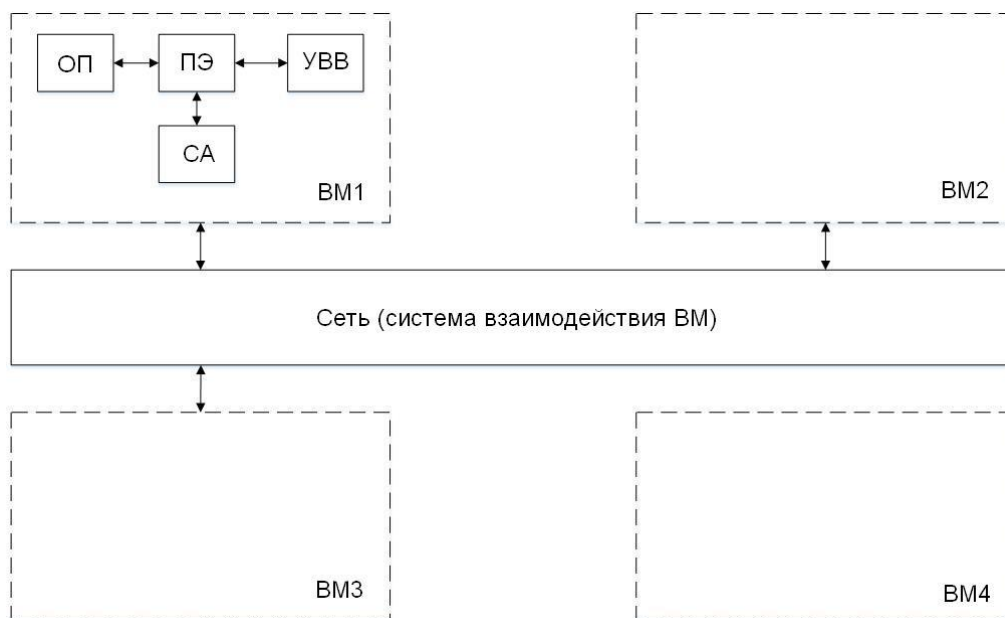 ОП ПЭ УВВ
СА
ВМ1
ВМ2
Сеть (система взаимодействия ВМ)
ВМ3
ВМ4